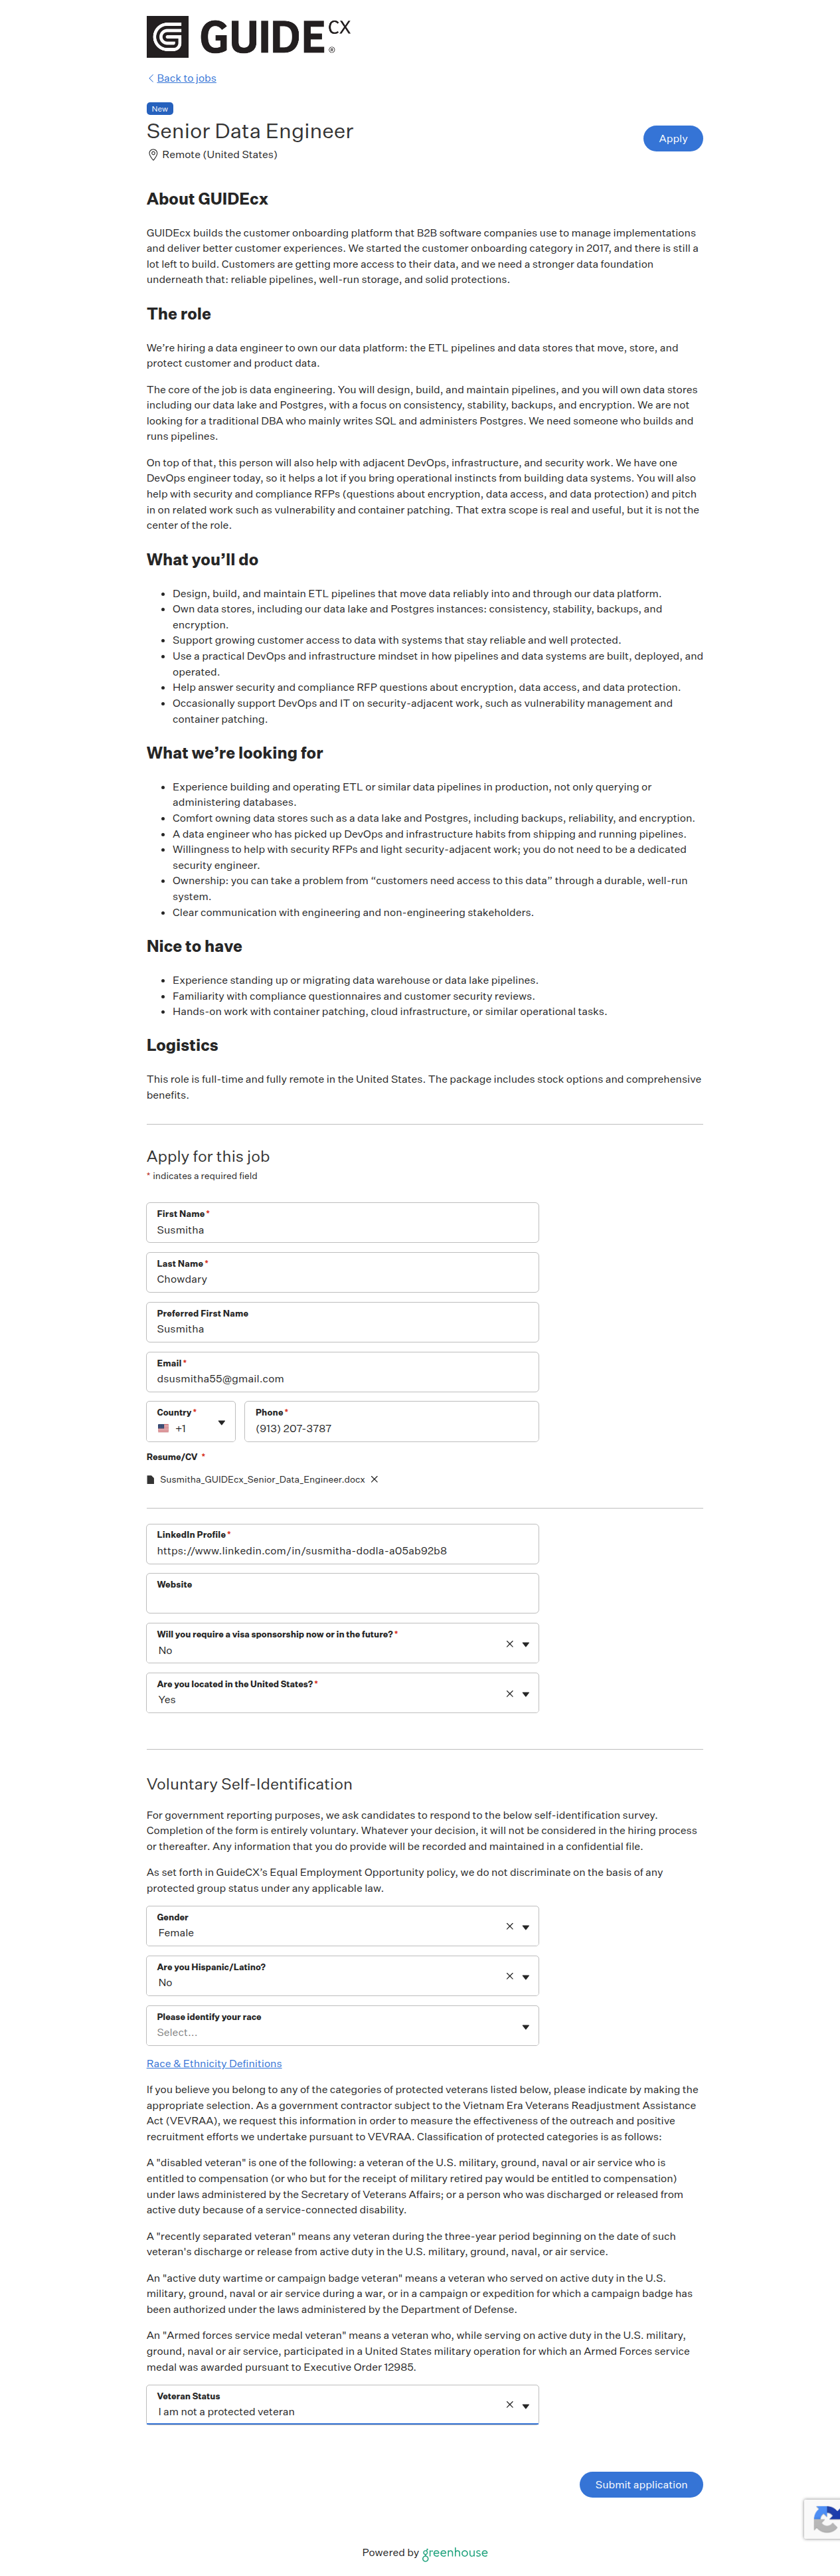 GUIDE CX ®
Back to jobs
New
Senior Data Engineer
Apply
Remote (United States)
About GUIDEcx
GUIDEcx builds the customer onboarding platform that B2B software companies use to manage implementations
and deliver better customer experiences. We started the customer onboarding category in 2017, and there is still a
lot left to build. Customers are getting more access to their data, and we need a stronger data foundation
underneath that: reliable pipelines, well-run storage, and solid protections.
The role
We're hiring a data engineer to own our data platform: the ETL pipelines and data stores that move, store, and
protect customer and product data.
The core of the job is data engineering. You will design, build, and maintain pipelines, and you will own data stores
including our data lake and Postgres, with a focus on consistency, stability, backups, and encryption. We are not
looking for a traditional DBA who mainly writes SQL and administers Postgres. We need someone who builds and
runs pipelines.
On top of that, this person will also help with adjacent DevOps, infrastructure, and security work. We have one
DevOps engineer today, so it helps a lot if you bring operational instincts from building data systems. You will also
help with security and compliance RFPs (questions about encryption, data access, and data protection) and pitch
in on related work such as vulnerability and container patching. That extra scope is real and useful, but it is not the
center of the role.
What you'll do
• Design, build, and maintain ETL pipelines that move data reliably into and through our data platform.
• Own data stores, including our data lake and Postgres instances: consistency, stability, backups, and
encryption.
• Support growing customer access to data with systems that stay reliable and well protected.
• Use a practical DevOps and infrastructure mindset in how pipelines and data systems are built, deployed, and
operated.
• Help answer security and compliance RFP questions about encryption, data access, and data protection.
• Occasionally support DevOps and IT on security-adjacent work, such as vulnerability management and
container patching.
What we're looking for
• Experience building and operating ETL or similar data pipelines in production, not only querying or
administering databases.
• Comfort owning data stores such as a data lake and Postgres, including backups, reliability, and encryption.
• A data engineer who has picked up DevOps and infrastructure habits from shipping and running pipelines.
• Willingness to help with security RFPs and light security-adjacent work; you do not need to be a dedicated
security engineer.
• Ownership: you can take a problem from “customers need access to this data” through a durable, well-run
system.
• Clear communication with engineering and non-engineering stakeholders.
Nice to have
• Experience standing up or migrating data warehouse or data lake pipelines.
• Familiarity with compliance questionnaires and customer security reviews.
• Hands-on work with container patching, cloud infrastructure, or similar operational tasks.
Logistics
This role is full-time and fully remote in the United States. The package includes stock options and comprehensive
benefits.
Apply for this job
* indicates a required field
First Name*
Susmitha
Last Name*
Chowdary
Preferred First Name
Susmitha
Email*
dsusmitha55@gmail.com
Country* Phone*
+1 (913) 207-3787
Resume/CV *
Susmitha_GUIDEcx_Senior_Data_Engineer.docx
LinkedIn Profile*
https://www.linkedin.com/in/susmitha-dodla-a05ab92b8
Website
Will you require a visa sponsorship now or in the future?*
No
Are you located in the United States?*
Yes
Voluntary Self-Identification
For government reporting purposes, we ask candidates to respond to the below self-identification survey.
Completion of the form is entirely voluntary. Whatever your decision, it will not be considered in the hiring process
or thereafter. Any information that you do provide will be recorded and maintained in a confidential file.
As set forth in GuideCX's Equal Employment Opportunity policy, we do not discriminate on the basis of any
protected group status under any applicable law.
Gender
Female
Are you Hispanic/Latino?
No
Please identify your race
Select...
Race & Ethnicity Definitions
If you believe you belong to any of the categories of protected veterans listed below, please indicate by making the
appropriate selection. As a government contractor subject to the Vietnam Era Veterans Readjustment Assistance
Act (VEVRAA), we request this information in order to measure the effectiveness of the outreach and positive
recruitment efforts we undertake pursuant to VEVRAA. Classification of protected categories is as follows:
A "disabled veteran" is one of the following: a veteran of the U.S. military, ground, naval or air service who is
entitled to compensation (or who but for the receipt of military retired pay would be entitled to compensation)
under laws administered by the Secretary of Veterans Affairs; or a person who was discharged or released from
active duty because of a service-connected disability.
A "recently separated veteran" means any veteran during the three-year period beginning on the date of such
veteran's discharge or release from active duty in the U.S. military, ground, naval, or air service.
An "active duty wartime or campaign badge veteran" means a veteran who served on active duty in the U.S.
military, ground, naval or air service during a war, or in a campaign or expedition for which a campaign badge has
been authorized under the laws administered by the Department of Defense.
An "Armed forces service medal veteran" means a veteran who, while serving on active duty in the U.S. military,
ground, naval or air service, participated in a United States military operation for which an Armed Forces service
medal was awarded pursuant to Executive Order 12985.
Veteran Status
I am not a protected veteran
Submit application
Powered by greenhouse